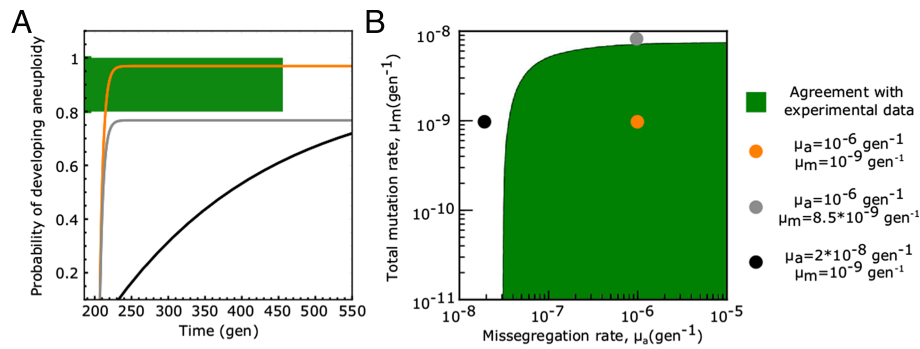 A
Probability of developing aneuploidy
1
0.8
0.6
0.4
0.2
200 250 300 350 400 450 500 550
Time (gen)
B
Total mutation rate, μm(gen-1)
10-8
10-9
10-10
10-11
10-8 10-7 10-6 10-5
Missegregation rate, μa(gen-1)
Agreement with
experimental data
μa=10-6 gen-1
μm=10-9 gen-1
μa=10-6 gen-1
μm=8.5*10-9 gen-1
μa=2*10-8 gen-1
μm=10-9 gen-1